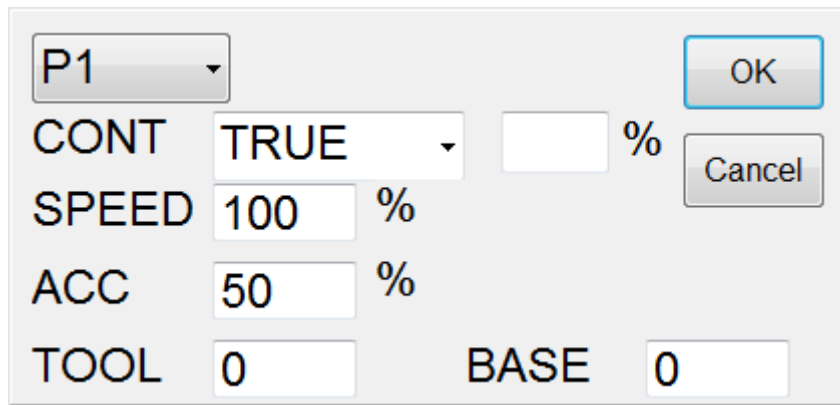 P1 OK
CONT TRUE % Cancel
SPEED 100 %
ACC 50 %
TOOL 0 BASE 0